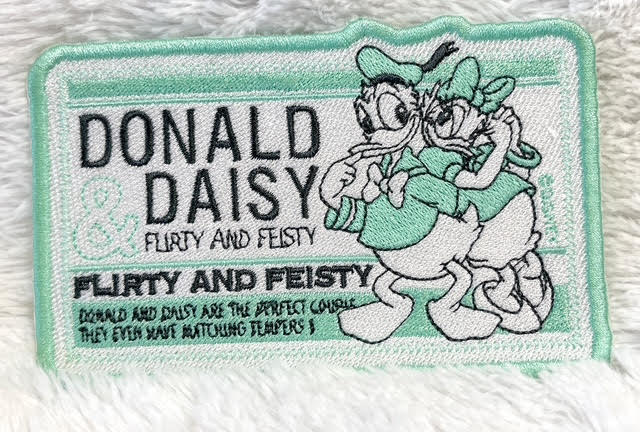 DONALD
& DAISY
FLIRTY AND FEISTY
FLIRTY AND FEISTY
DONALD AND DAISY ARE THE PERFECT COUPLE
THEY EVEN HAVE MATCHING TEMPERS